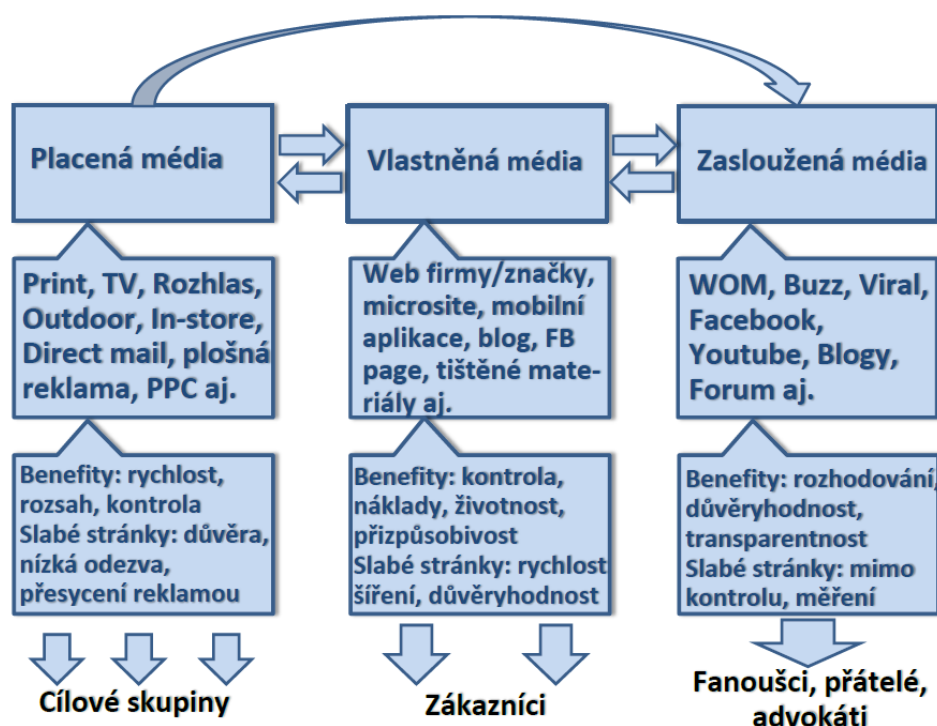 Placená média
Vlastněná média
Zasloužená média
Print, TV, Rozhlas,
Outdoor, In-store,
Direct mail, plošná
reklama, PPC aj.
Web firmy/značky,
microsite, mobilní
aplikace, blog, FB
page, tištěné mate-
riály aj.
WOM, Buzz, Viral,
Facebook,
Youtube, Blogy,
Forum aj.
Benefity: rychlost,
rozsah, kontrola
Slabé stránky: důvěra,
nízká odezva,
přesycení reklamou
Benefity: kontrola,
náklady, životnost,
přizpůsobivost
Slabé stránky: rychlost
šíření, důvěryhodnost
Benefity: rozhodování,
důvěryhodnost,
transparentnost
Slabé stránky: mimo
kontrolu, měření
Cílové skupiny
Zákazníci
Fanoušci, přátelé,
advokáti